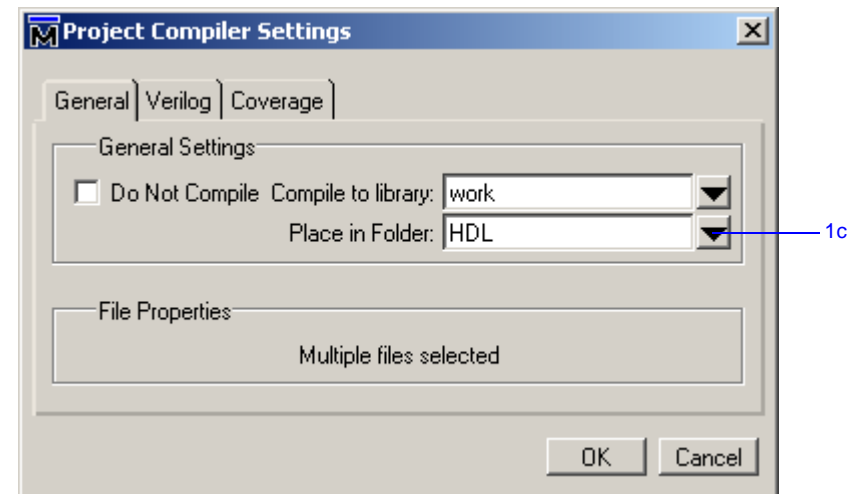 Project Compiler Settings
General Verilog Coverage
General Settings
Do Not Compile Compile to library: work
Place in Folder: HDL 1c
File Properties
Multiple files selected
OK Cancel